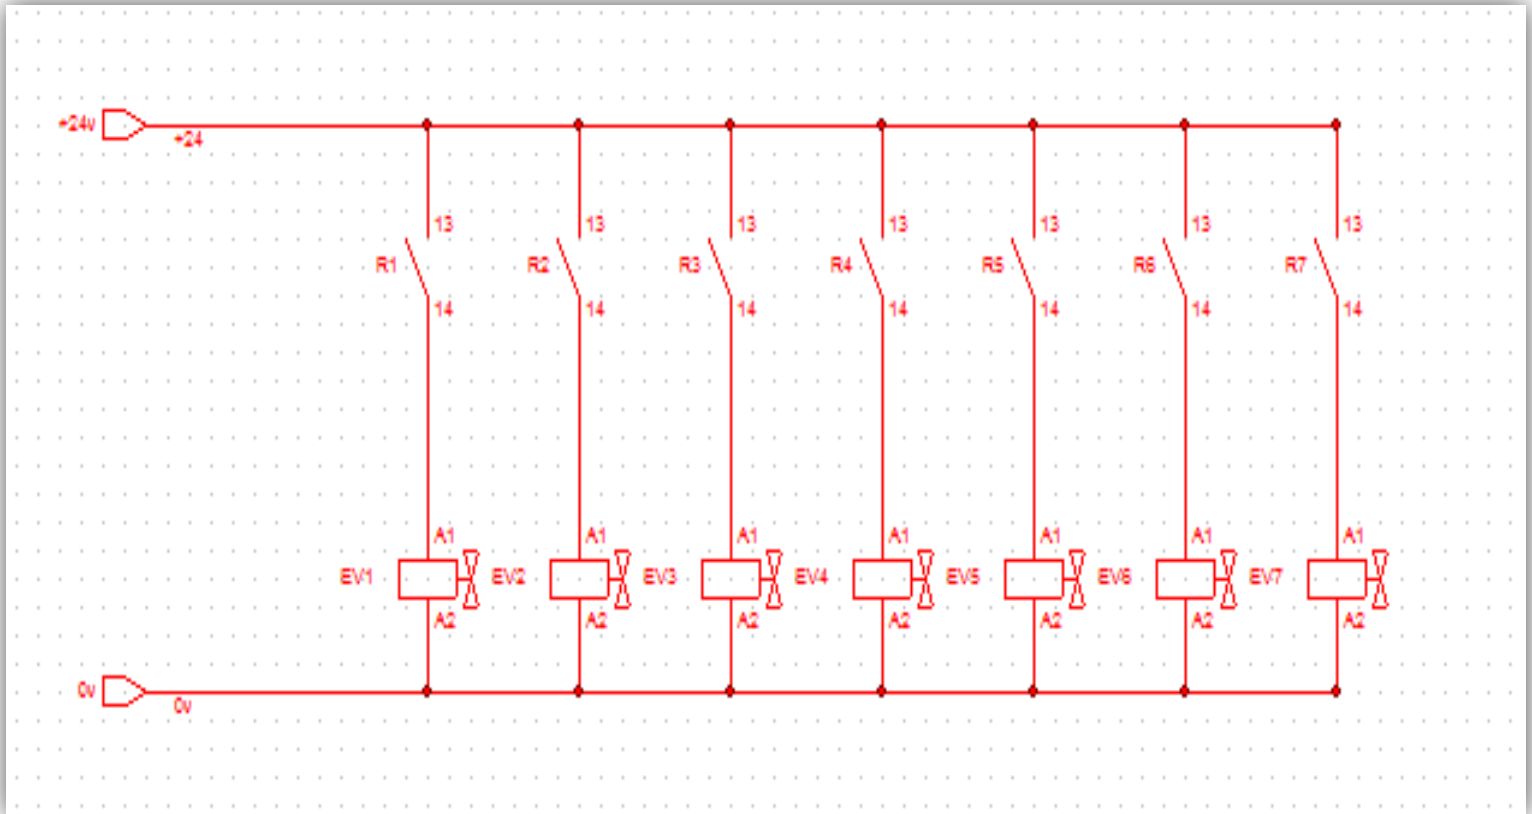 +24v
+24
13 13 13 13 13 13 13
R1 R2 R3 R4 R5 R6 R7
14 14 14 14 14 14 14
A1 A1 A1 A1 A1 A1 A1
EV1 EV2 EV3 EV4 EV5 EV6 EV7
A2 A2 A2 A2 A2 A2 A2
0v
0v